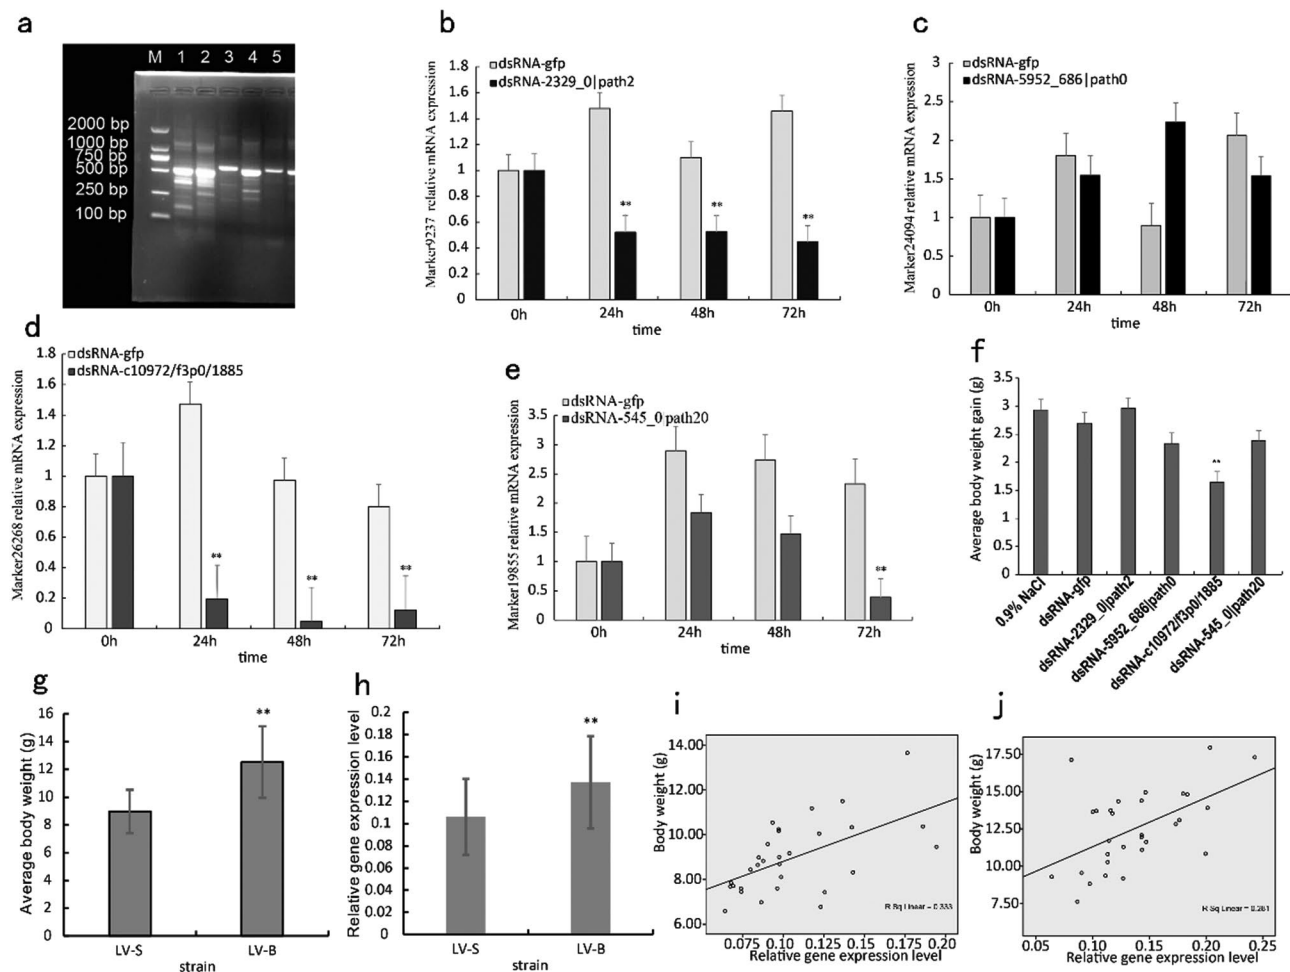 a
M 1 2 3 4 5
2000 bp
1000 bp
750 bp
500 bp
250 bp
100 bp
b
dsRNA-gfp
dsRNA-2329_0|path2
Marker9237 relative mRNA expression
1.8
1.6
1.4
1.2
1
0.8
0.6
0.4
0.2
0
**
**
**
0h 24h 48h 72h
time
c
dsRNA-gfp
dsRNA-5952_686|path0
Marker24094 relative mRNA expression
3
2.5
2
1.5
1
0.5
0
0h 24h 48h 72h
time
d
dsRNA-gfp
dsRNA-c10972/f3p0/1885
Marker26268 relative mRNA expression
1.8
1.6
1.4
1.2
1
0.8
0.6
0.4
0.2
0
**
**
**
0h 24h 48h 72h
time
e
dsRNA-gfp
dsRNA-545_0|path20
Marker19855 relative mRNA expression
3.5
3
2.5
2
1.5
1
0.5
0
**
0h 24h 48h 72h
time
f
Average body weight gain (g)
4
3.5
3
2.5
2
1.5
1
0.5
0
**
0.9% NaCl
dsRNA-gfp
dsRNA-2329_0|path2
dsRNA-5952_686|path0
dsRNA-c10972/f3p0/1885
dsRNA-545_0|path20
g
Average body weight (g)
16
14
12
10
8
6
4
2
0
**
LV-S LV-B
strain
h
Relative gene expression level
0.2
0.18
0.16
0.14
0.12
0.10
0.08
0.06
0.04
0.02
0
**
LV-S LV-B
strain
i
Body weight (g)
14.00
12.00
10.00
8.00
6.00
R Sq Linear = 0.333
0.075 0.10 0.125 0.15 0.175 0.20
Relative gene expression level
j
Body weight (g)
17.50
15.00
12.50
10.00
7.50
R Sq Linear = 0.281
0.05 0.10 0.15 0.20 0.25
Relative gene expression level